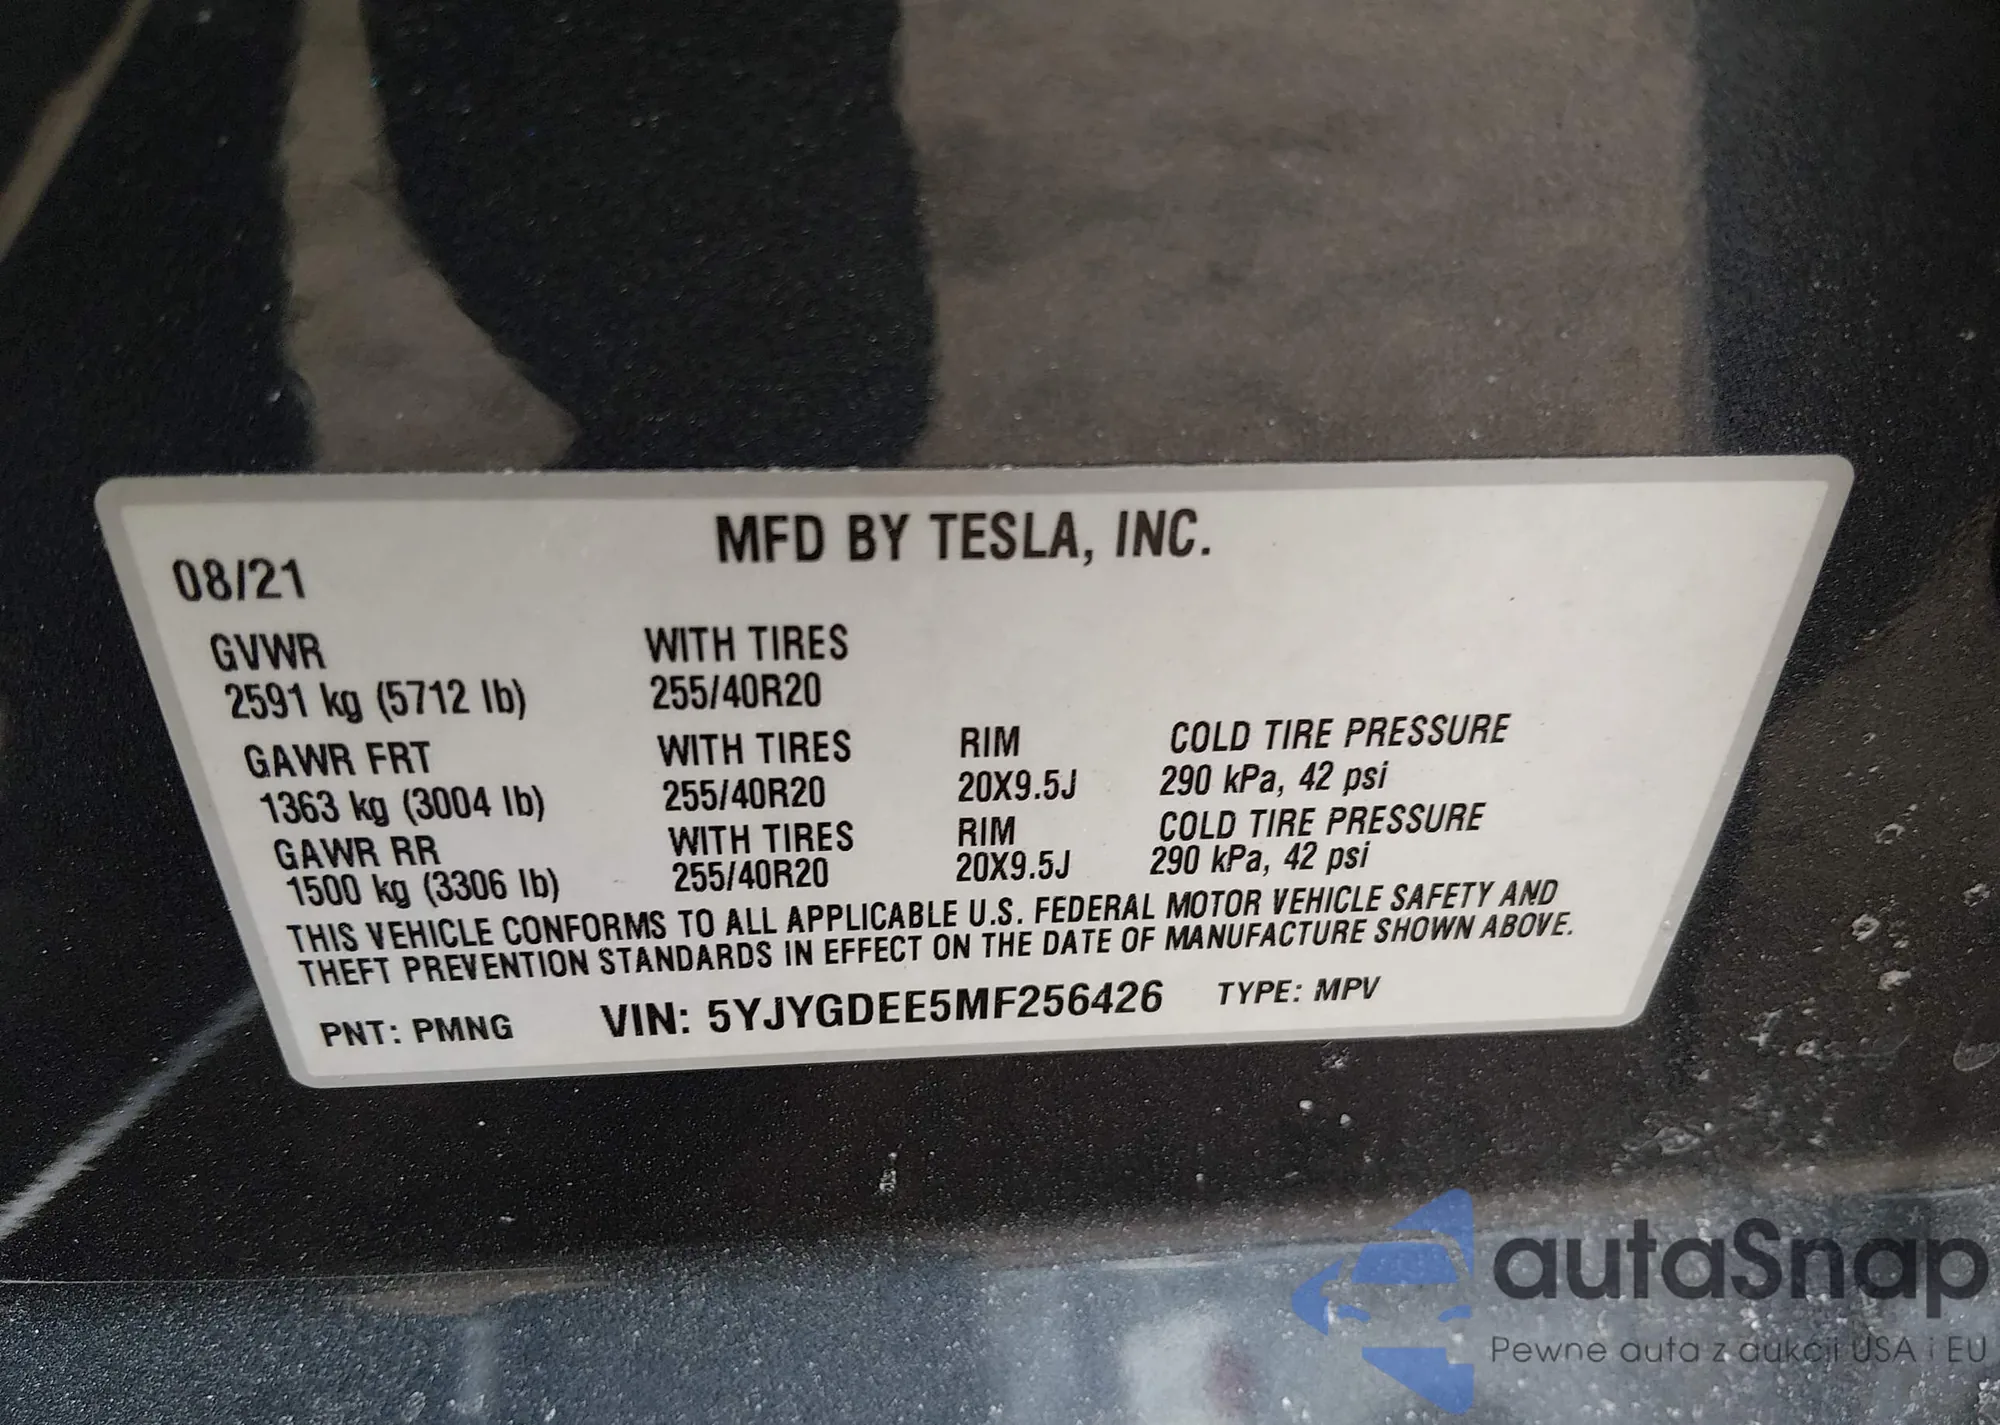 MFD BY TESLA, INC.
08/21
GVWR WITH TIRES
2591 kg (5712 lb) 255/40R20
GAWR FRT WITH TIRES RIM COLD TIRE PRESSURE
1363 kg (3004 lb) 255/40R20 20X9.5J 290 kPa, 42 psi
GAWR RR WITH TIRES RIM COLD TIRE PRESSURE
1500 kg (3306 lb) 255/40R20 20X9.5J 290 kPa, 42 psi
THIS VEHICLE CONFORMS TO ALL APPLICABLE U.S. FEDERAL MOTOR VEHICLE SAFETY AND
THEFT PREVENTION STANDARDS IN EFFECT ON THE DATE OF MANUFACTURE SHOWN ABOVE.
PNT: PMNG VIN: 5YJYGDEE5MF256426 TYPE: MPV
autaSnap
Pewne auta z aukcji USA i EU